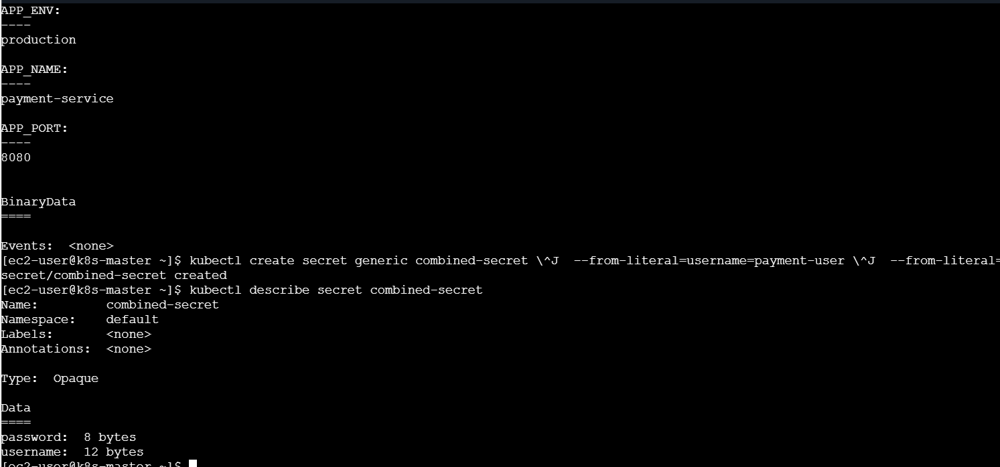 APP_ENV:
----
production
APP_NAME:
----
payment-service
APP_PORT:
----
8080
BinaryData
====
Events:  <none>
[ec2-user@k8s-master ~]$ kubectl create secret generic combined-secret \^J  --from-literal=username=payment-user \^J  --from-literal=
secret/combined-secret created
[ec2-user@k8s-master ~]$ kubectl describe secret combined-secret
Name:         combined-secret
Namespace:    default
Labels:       <none>
Annotations:  <none>
Type:  Opaque
Data
====
password:  8 bytes
username:  12 bytes
[ec2-user@k8s-master ~]$